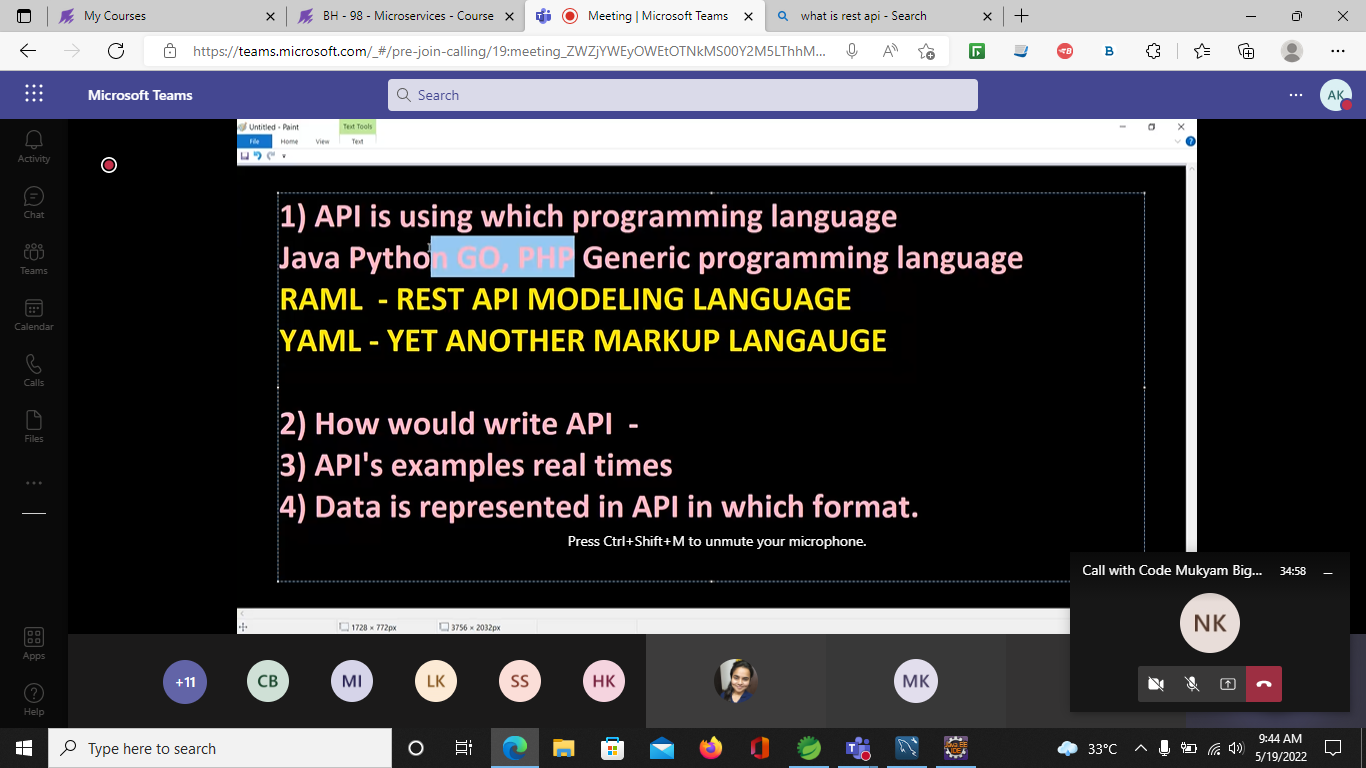 My Courses
BH - 98 - Microservices - Course
Meeting | Microsoft Teams
what is rest api - Search
https://teams.microsoft.com/_#/pre-join-calling/19:meeting_ZWZjYWEyOWEtOTNkMS00Y2M5LThhM...
Microsoft Teams
Search
AK
Activity
Chat
Teams
Calendar
Calls
Files
Apps
Help
Untitled - Paint
Text Tools
File Home View Text
1) API is using which programming language
Java Python GO, PHP Generic programming language
RAML - REST API MODELING LANGUAGE
YAML - YET ANOTHER MARKUP LANGAUGE
2) How would write API -
3) API's examples real times
4) Data is represented in API in which format.
Press Ctrl+Shift+M to unmute your microphone.
1728 × 772px
3756 × 2032px
Call with Code Mukyam Big...
34:58
NK
+11
CB
MI
LK
SS
HK
MK
Type here to search
33°C
9:44 AM
5/19/2022